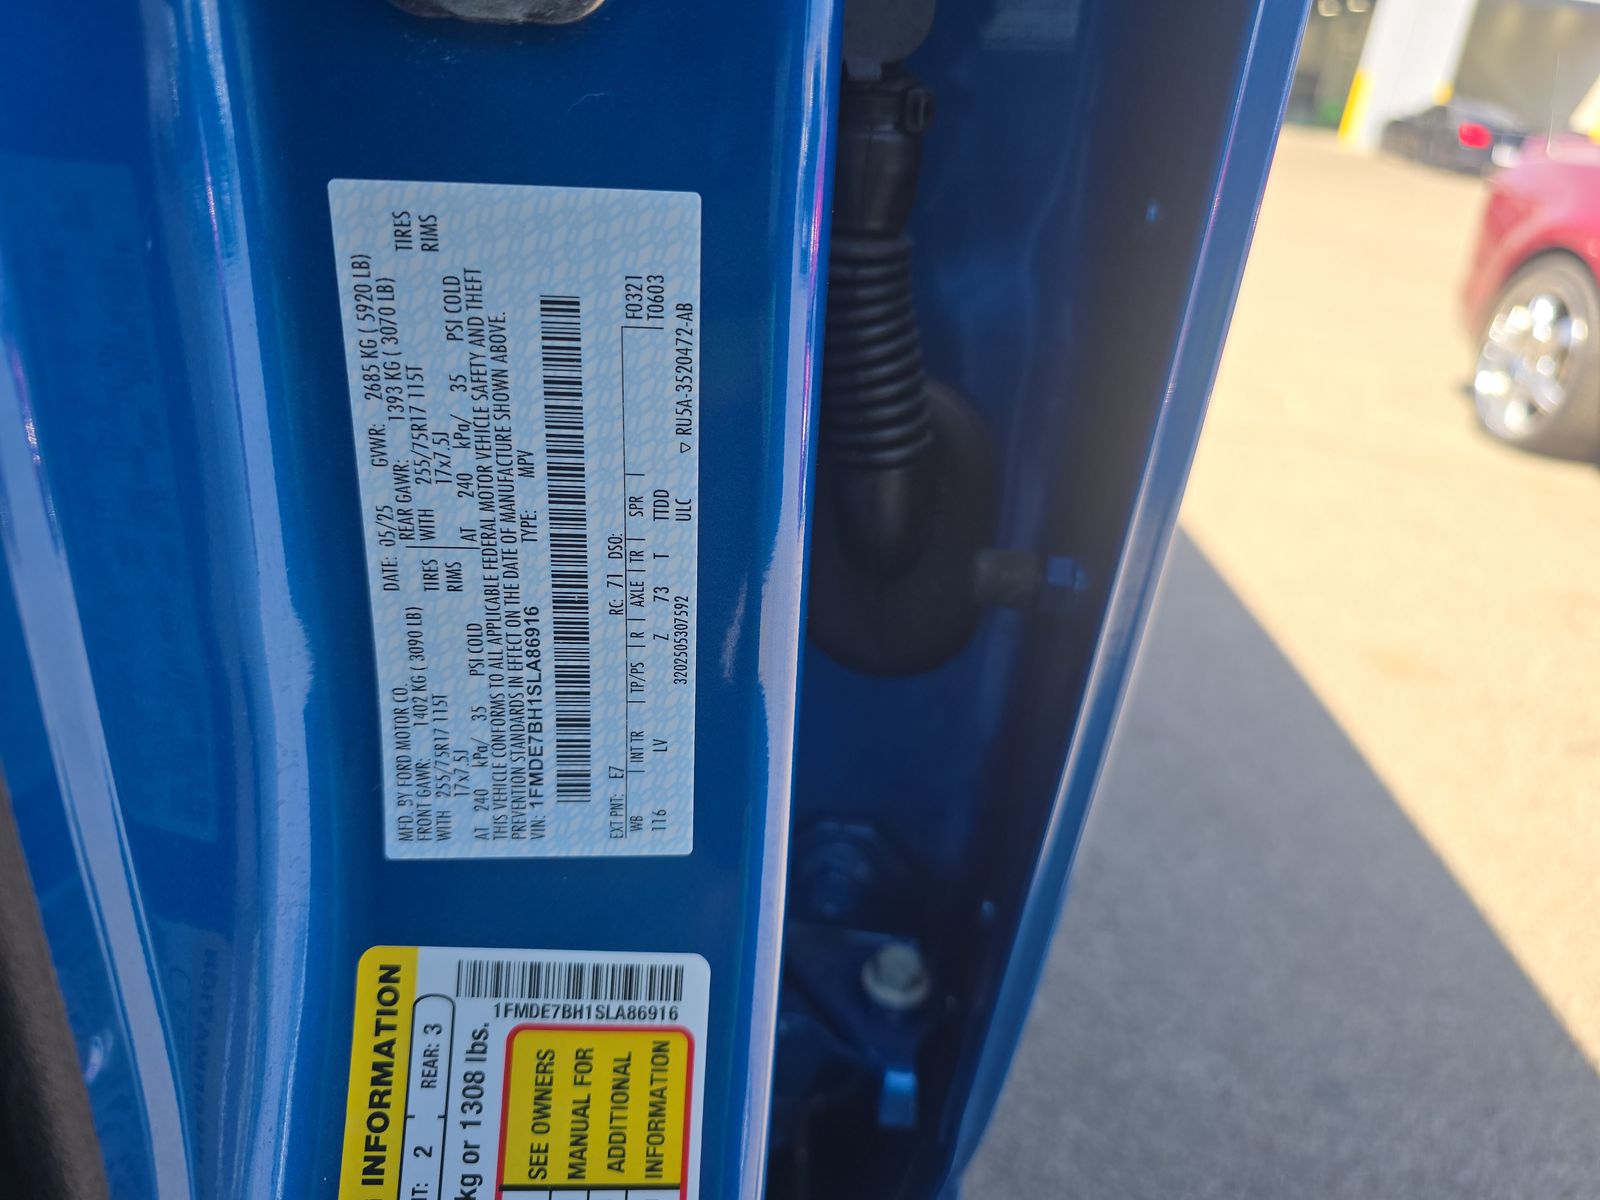 MFD. BY FORD MOTOR CO.
DATE: 05/25 GVWR: 2685 KG ( 5920 LB)
FRONT GAWR: 1402 KG ( 3090 LB) REAR GAWR: 1393 KG ( 3070 LB)
WITH 255/75R17 115T TIRES WITH 255/75R17 115T TIRES
17x7.5J RIMS 17x7.5J RIMS
AT 240 kPa/ 35 PSI COLD AT 240 kPa/ 35 PSI COLD
THIS VEHICLE CONFORMS TO ALL APPLICABLE FEDERAL MOTOR VEHICLE SAFETY AND THEFT
PREVENTION STANDARDS IN EFFECT ON THE DATE OF MANUFACTURE SHOWN ABOVE.
VIN: 1FMDE7BH1SLA86916 TYPE: MPV
EXT PNT: E7 RC: 71 DSO:
WB | INT TR | TP/PS | R | AXLE | TR | SPR | F0321
116 LV Z 73 T TTDD T0603
3202505307592 ULC ▽ RU5A-3520472-AB
INFORMATION
2 REAR: 3
kg or 1308 lbs.
1FMDE7BH1SLA86916
SEE OWNERS
MANUAL FOR
ADDITIONAL
INFORMATION